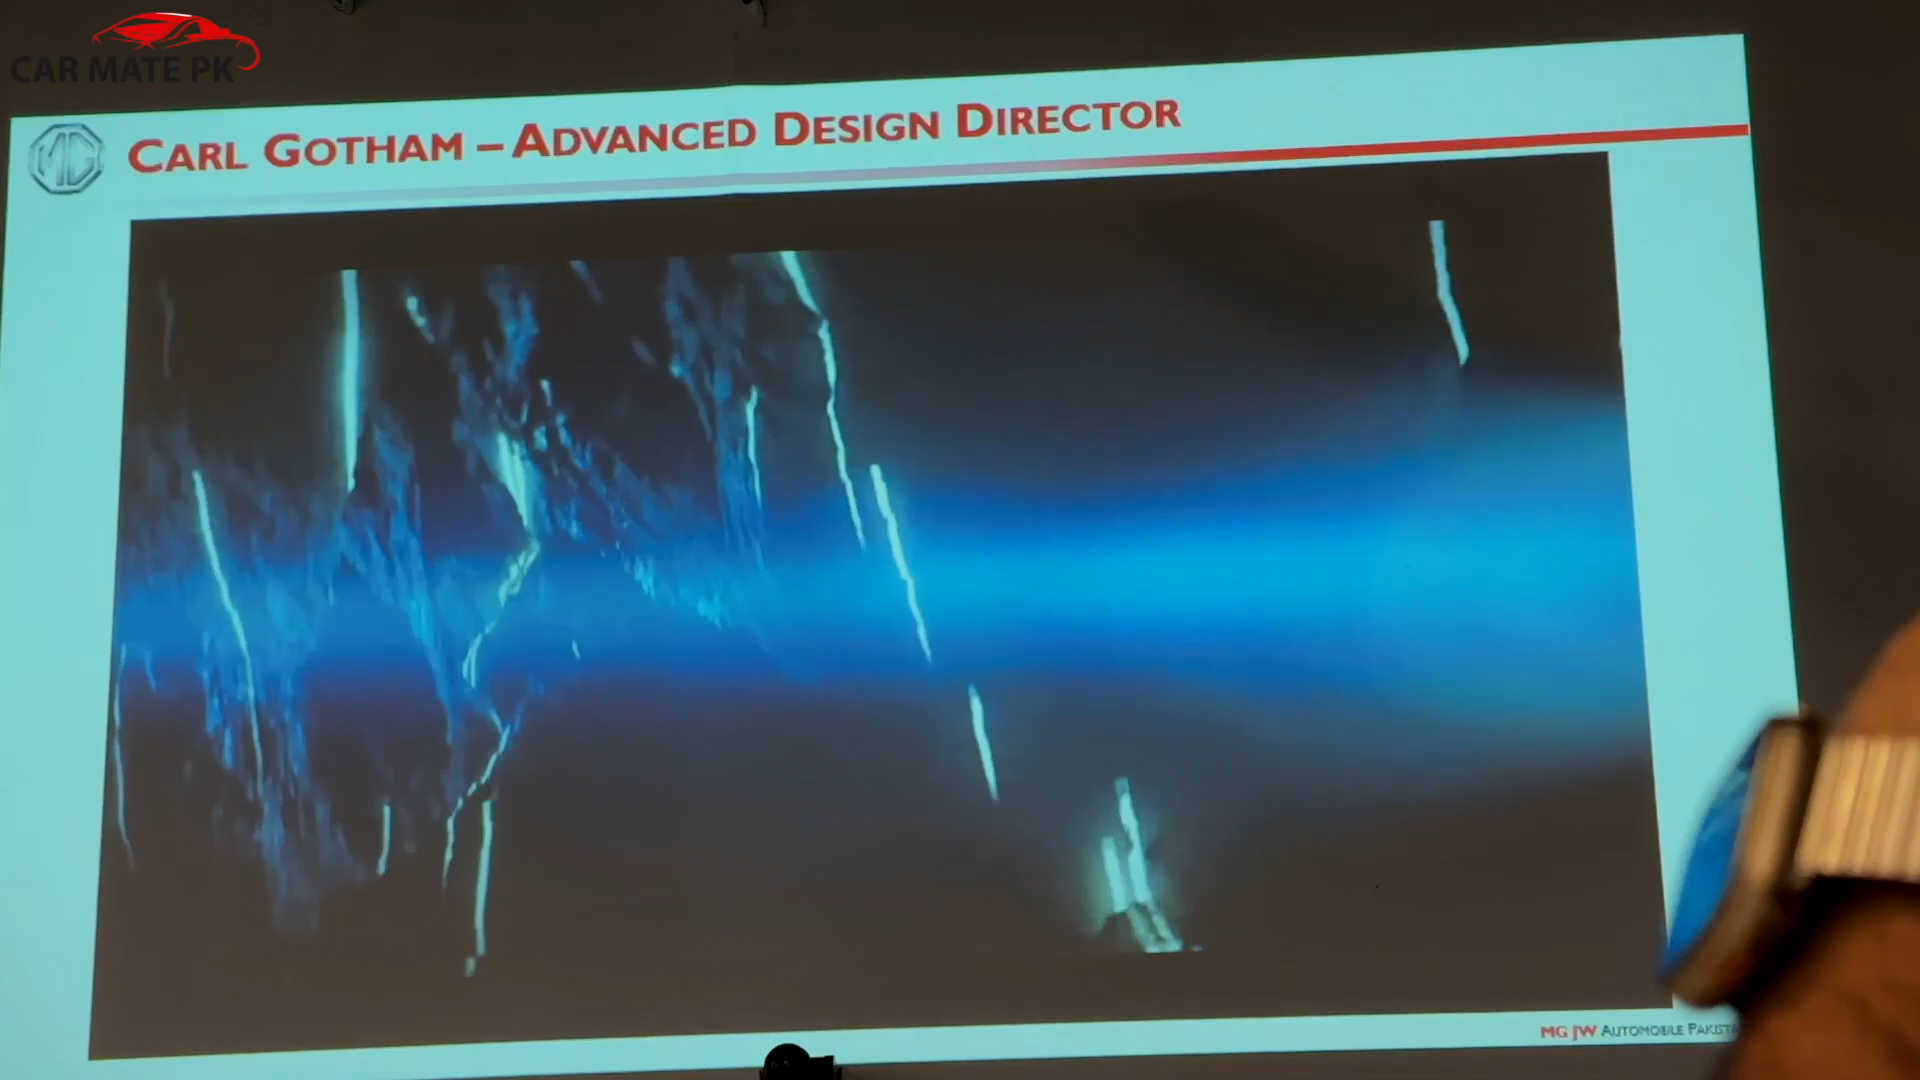 CAR MATE PK
MG
CARL GOTHAM – ADVANCED DESIGN DIRECTOR
MG JW AUTOMOBILE